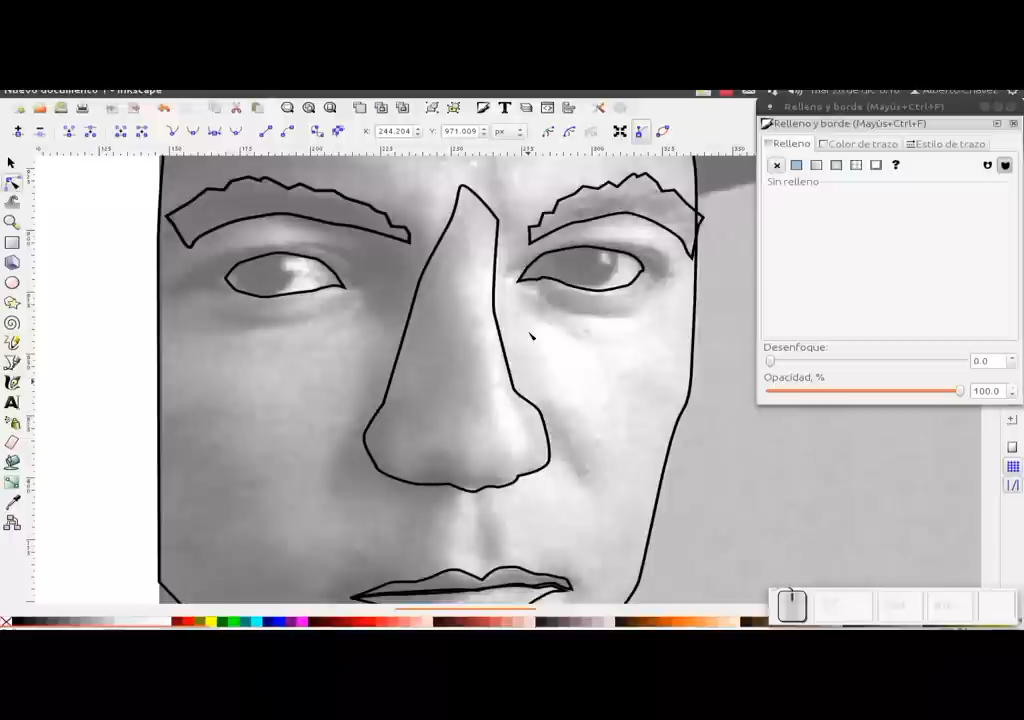 Nuevo documento 1 - Inkscape
Relleno y borde (Mayús+Ctrl+F)
X: 244.204 Y: 971.009 px
Relleno y borde (Mayús+Ctrl+F)
Relleno Color de trazo Estilo de trazo
?
Sin relleno
Desenfoque:
0.0
Opacidad, %
100.0